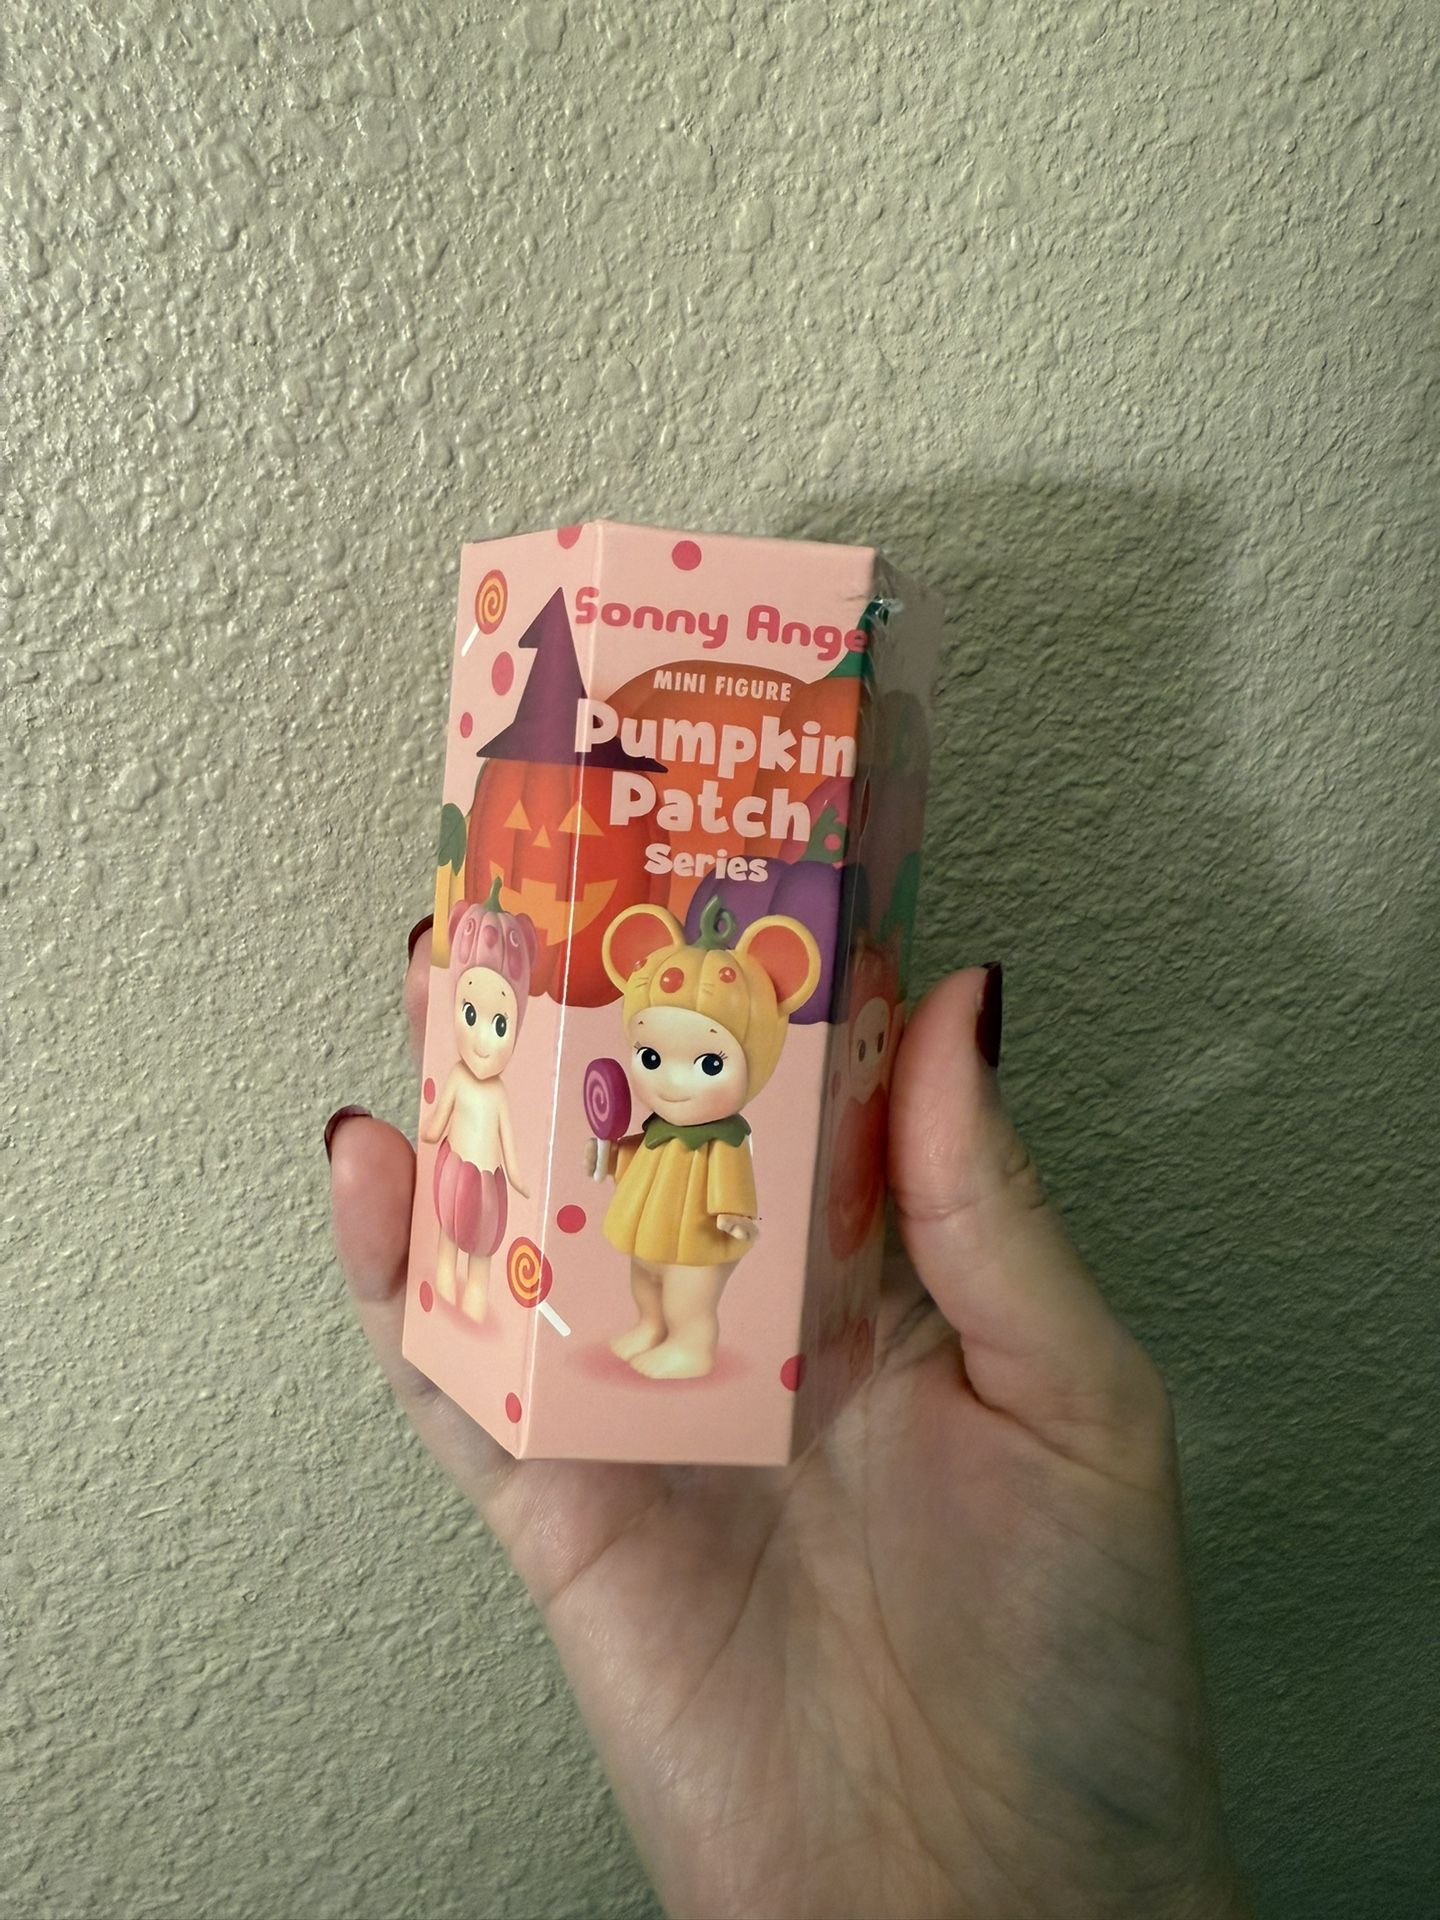 Sonny Ange
MINI FIGURE
Pumpkin
Patch
Series